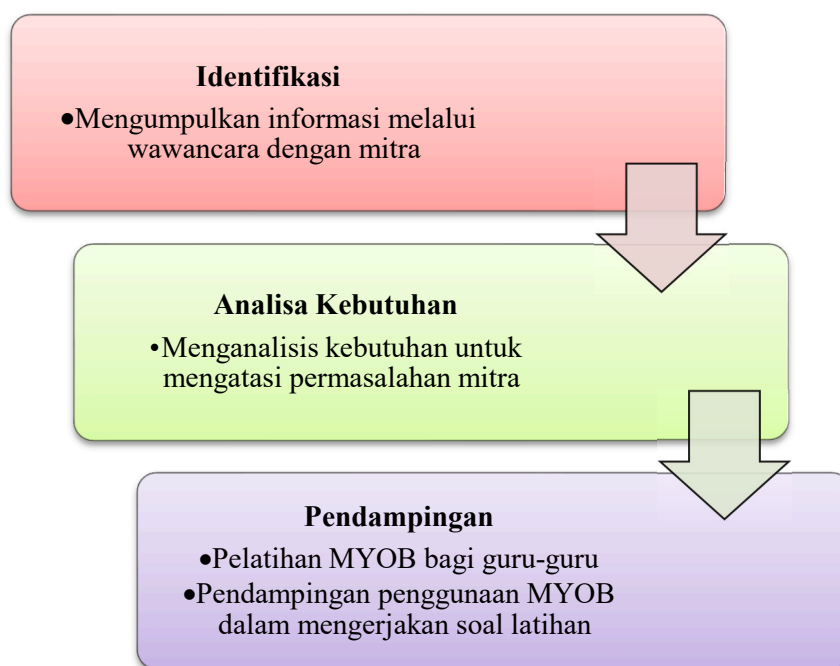 Identifikasi
•Mengumpulkan informasi melalui
wawancara dengan mitra
Analisa Kebutuhan
•Menganalisis kebutuhan untuk
mengatasi permasalahan mitra
Pendampingan
•Pelatihan MYOB bagi guru-guru
•Pendampingan penggunaan MYOB
dalam mengerjakan soal latihan